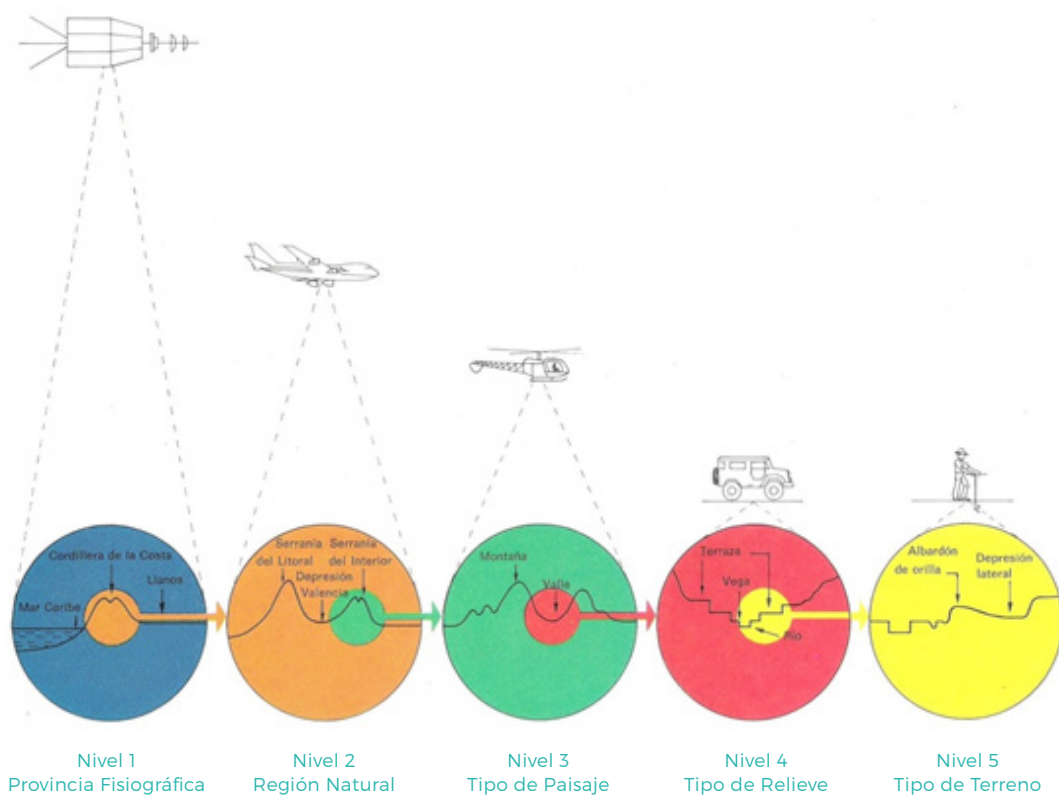 Cordillera de la Costa
Llanos
Mar Caribe
Serranía
del Litoral
Serranía
del Interior
Depresión
Valencia
Montaña
Valle
Terraza
Vega
Río
Albardón
de orilla
Depresión
lateral
Nivel 1
Provincia Fisiográfica
Nivel 2
Región Natural
Nivel 3
Tipo de Paisaje
Nivel 4
Tipo de Relieve
Nivel 5
Tipo de Terreno